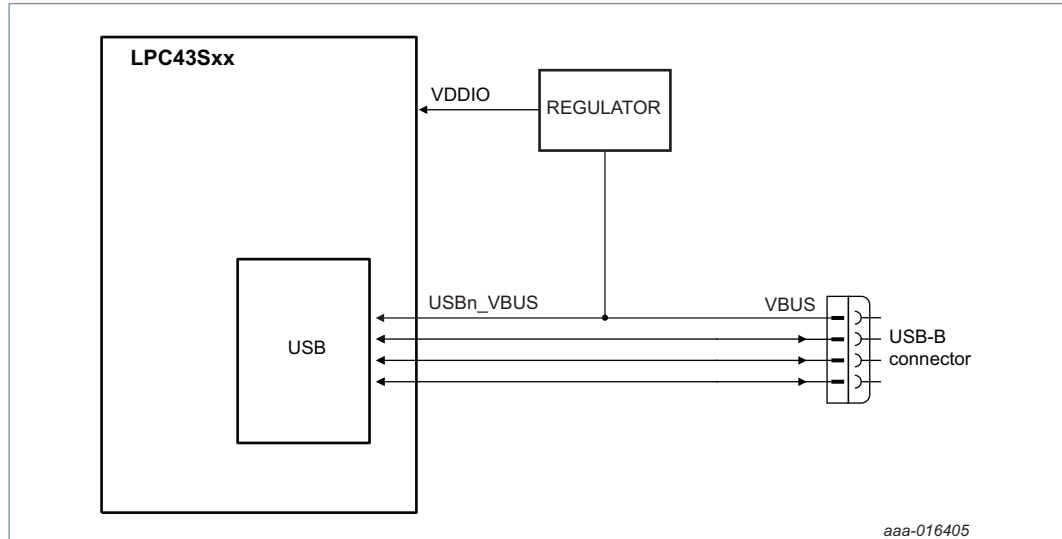 LPC43Sxx
VDDIO
REGULATOR
USBn_VBUS
VBUS
USB
USB-B
connector
aaa-016405